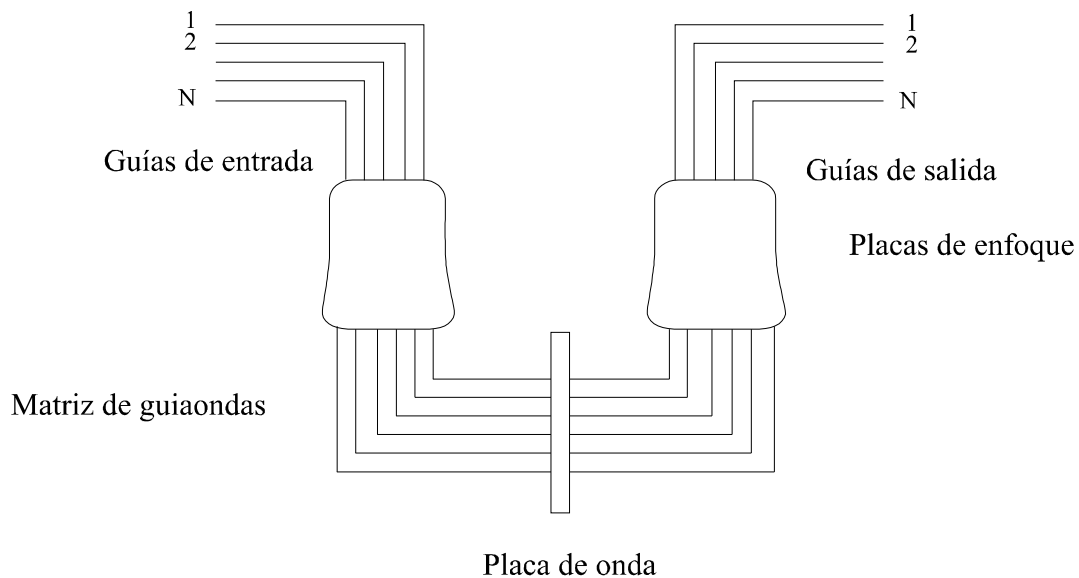 1
2
N
Guías de entrada
1
2
N
Guías de salida
Placas de enfoque
Matriz de guiaondas
Placa de onda